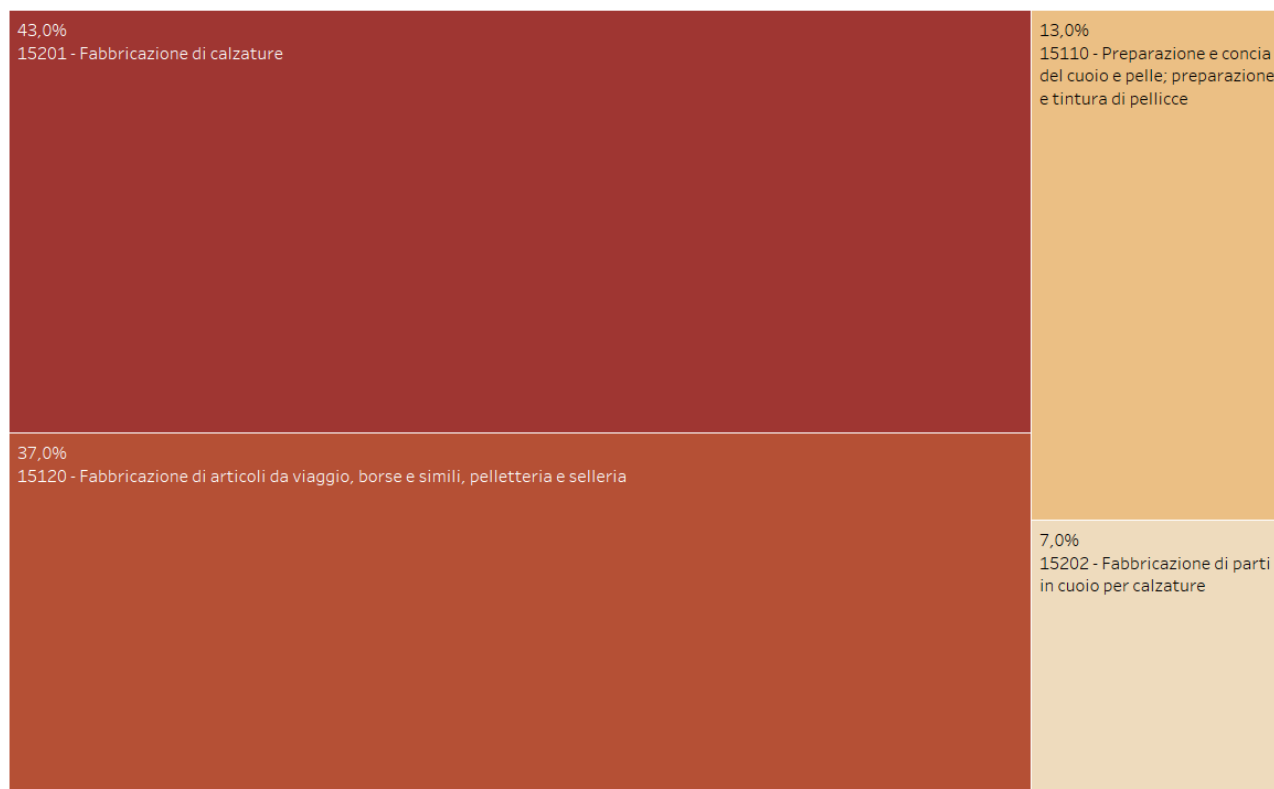 43,0%
15201 - Fabbricazione di calzature
13,0%
15110 - Preparazione e concia
del cuoio e pelle; preparazione
e tintura di pellicce
37,0%
15120 - Fabbricazione di articoli da viaggio, borse e simili, pelletteria e selleria
7,0%
15202 - Fabbricazione di parti
in cuoio per calzature